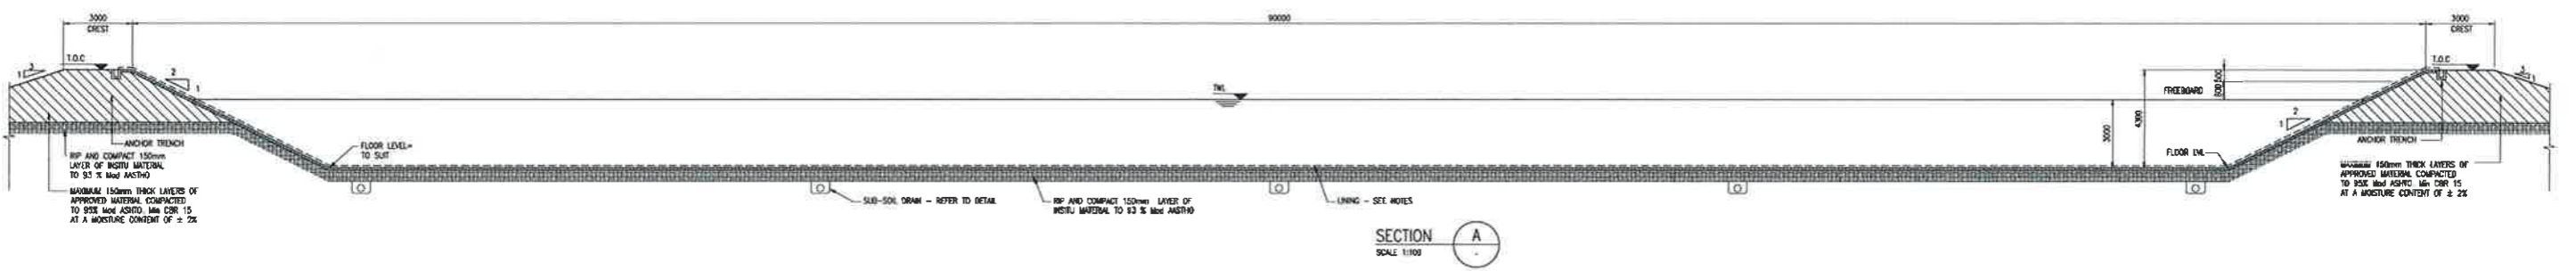 3000
CREST
90000
3000
CREST
T.O.C
T.O.C
3
1
2
1
TWL
FREEBOARD
500
800
3000
4300
2
1
3
1
ANCHOR TRENCH
RIP AND COMPACT 150mm
LAYER OF INSITU MATERIAL
TO 93 % Mod AASTHO
MAXIMUM 150mm THICK LAYERS OF
APPROVED MATERIAL COMPACTED
TO 95% Mod ASHTO. Min CBR 15
AT A MOISTURE CONTENT OF ± 2%
FLOOR LEVEL=
TO SUIT
SUB-SOIL DRAIN - REFER TO DETAIL
RIP AND COMPACT 150mm LAYER OF
INSITU MATERIAL TO 93 % Mod AASTHO
LINING - SEE NOTES
FLOOR LVL
ANCHOR TRENCH
MAXIMUM 150mm THICK LAYERS OF
APPROVED MATERIAL COMPACTED
TO 95% Mod ASHTO. Min CBR 15
AT A MOISTURE CONTENT OF ± 2%
SECTION A
SCALE 1:100 -